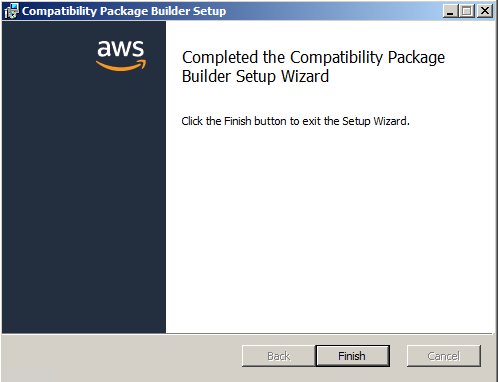 Compatibility Package Builder Setup
aws
Completed the Compatibility Package
Builder Setup Wizard
Click the Finish button to exit the Setup Wizard.
Back
Finish
Cancel